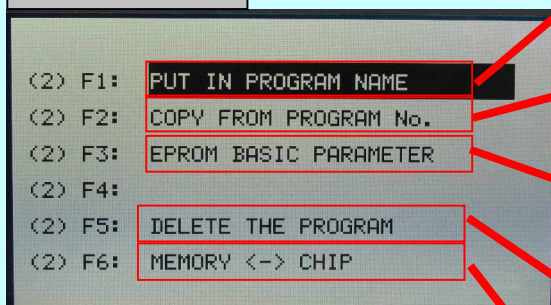 (2) F1: PUT IN PROGRAM NAME
(2) F2: COPY FROM PROGRAM No.
(2) F3: EPROM BASIC PARAMETER
(2) F4:
(2) F5: DELETE THE PROGRAM
(2) F6: MEMORY <-> CHIP